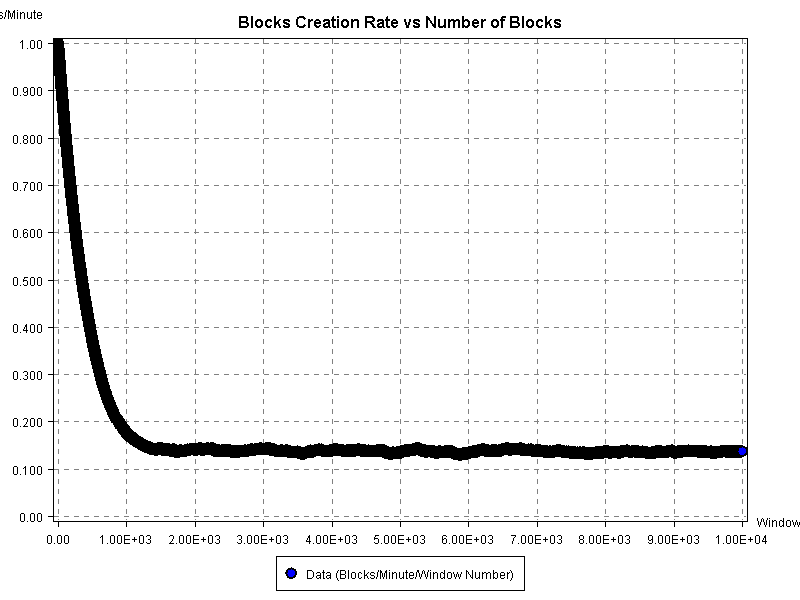 s/Minute
Blocks Creation Rate vs Number of Blocks
1.00
0.900
0.800
0.700
0.600
0.500
0.400
0.300
0.200
0.100
0.00
Window
0.00 1.00E+03 2.00E+03 3.00E+03 4.00E+03 5.00E+03 6.00E+03 7.00E+03 8.00E+03 9.00E+03 1.00E+04
Data (Blocks/Minute/Window Number)